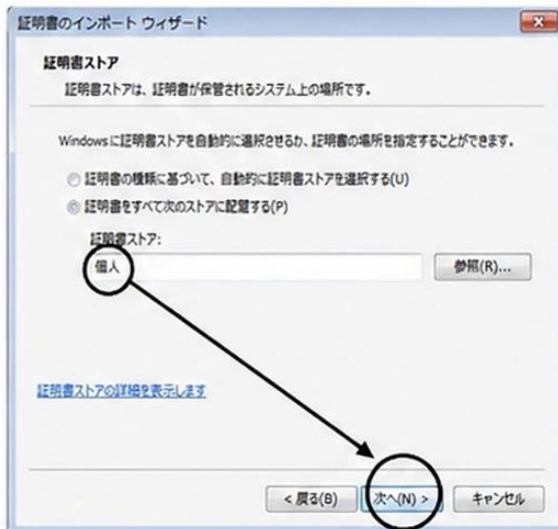 証明書のインポート ウィザード
証明書ストア
証明書ストアは、証明書が保管されるシステム上の場所です。
Windowsに証明書ストアを自動的に選択させるか、証明書の場所を指定することができます。
証明書の種類に基づいて、自動的に証明書ストアを選択する(U)
証明書をすべて次のストアに配置する(P)
証明書ストア:
個人
参照(R)...
証明書ストアの詳細を表示します
< 戻る(B)
次へ(N) >
キャンセル